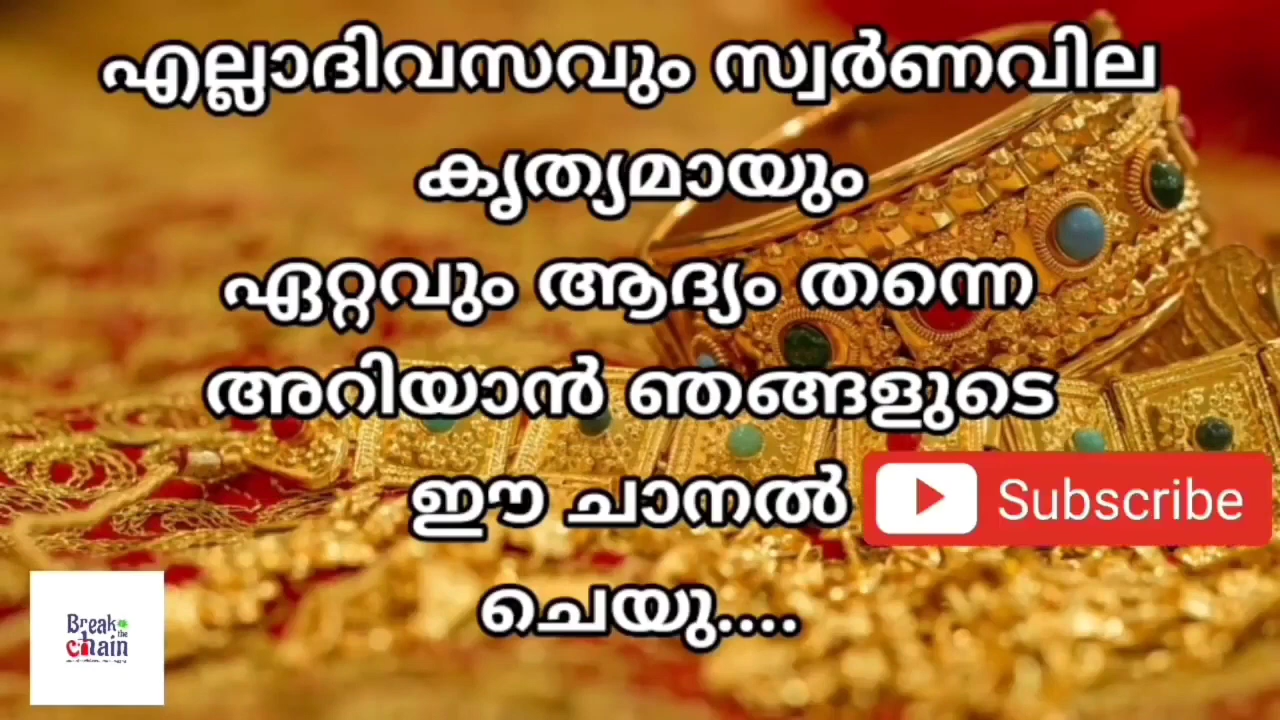 എല്ലാദിവസവും സ്വർണവില
കൃത്യമായും
ഏറ്റവും ആദ്യം തന്നെ
അറിയാൻ ഞങ്ങളുടെ
ഈ ചാനൽ Subscribe
ചെയു....
Break
the
chain